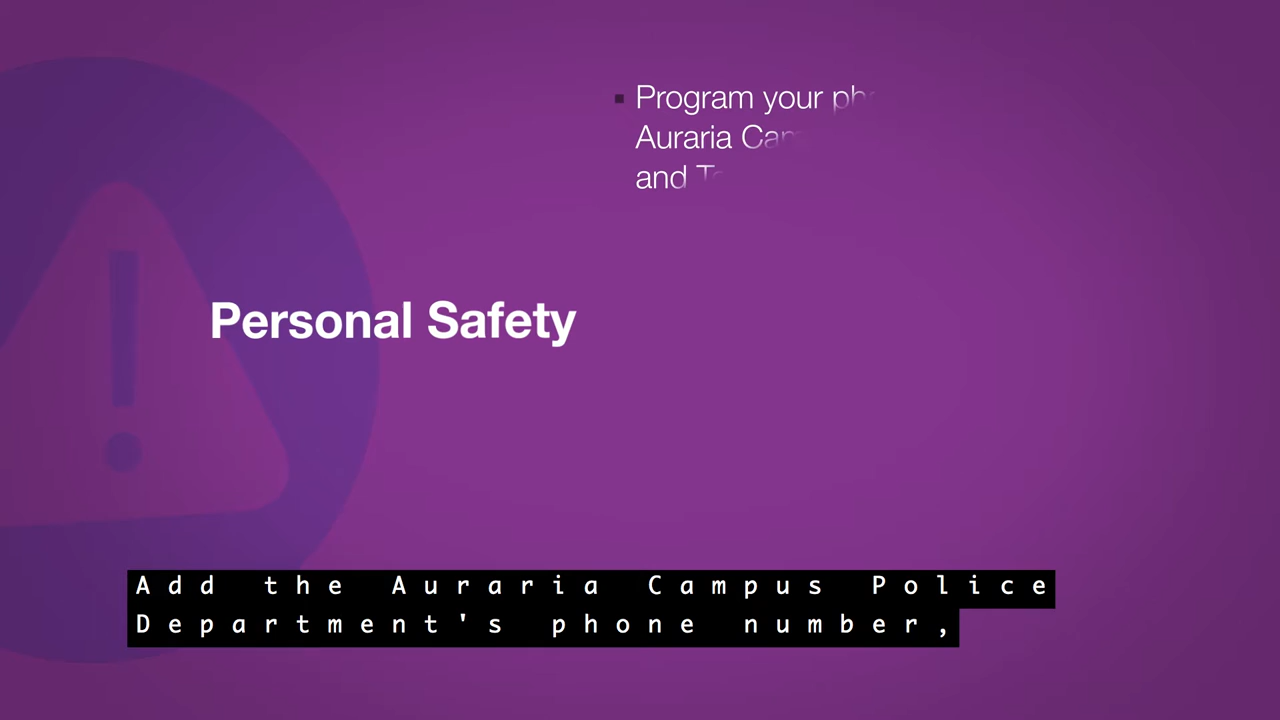 Program your
Auraria
and
Personal Safety
Add the Auraria Campus Police
Department's phone number,